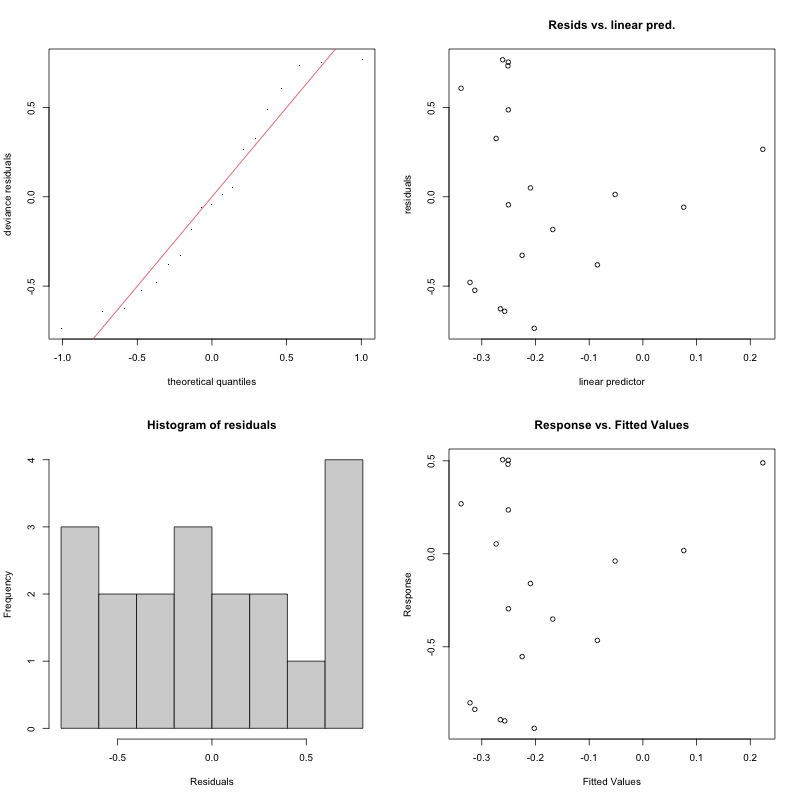 deviance residuals
0.5
0.0
-0.5
-1.0 -0.5 0.0 0.5 1.0
theoretical quantiles
Resids vs. linear pred.
residuals
0.5
0.0
-0.5
-0.3 -0.2 -0.1 0.0 0.1 0.2
linear predictor
Histogram of residuals
Frequency
4
3
2
1
0
-0.5 0.0 0.5
Residuals
Response vs. Fitted Values
Response
0.5
0.0
-0.5
-0.3 -0.2 -0.1 0.0 0.1 0.2
Fitted Values